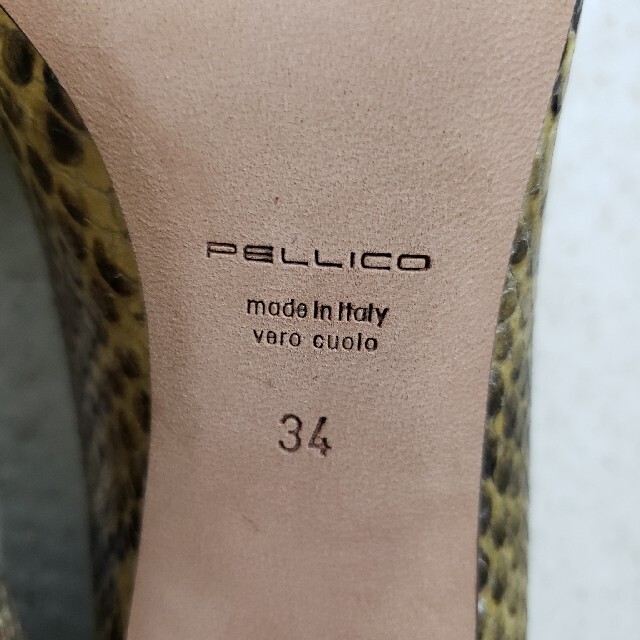 PELLICO
made in Italy
vero cuoio
34